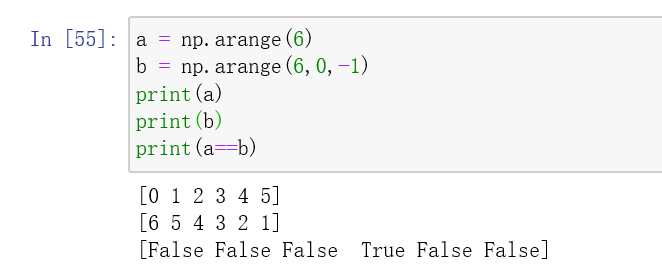 In [55]: a = np.arange(6)
b = np.arange(6,0,-1)
print(a)
print(b)
print(a==b)
[0 1 2 3 4 5]
[6 5 4 3 2 1]
[False False False  True False False]